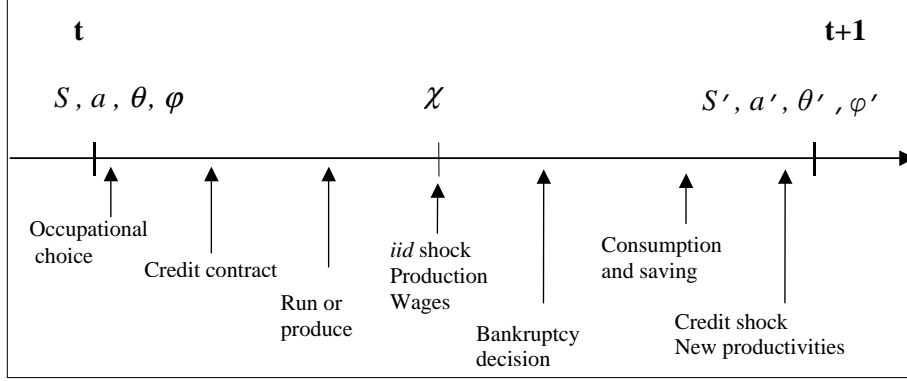 t
t+1
S , a , θ, φ
χ
S′, a′, θ′ , φ′
Occupational
choice
Credit contract
Run or
produce
iid shock
Production
Wages
Bankruptcy
decision
Consumption
and saving
Credit shock
New productivities